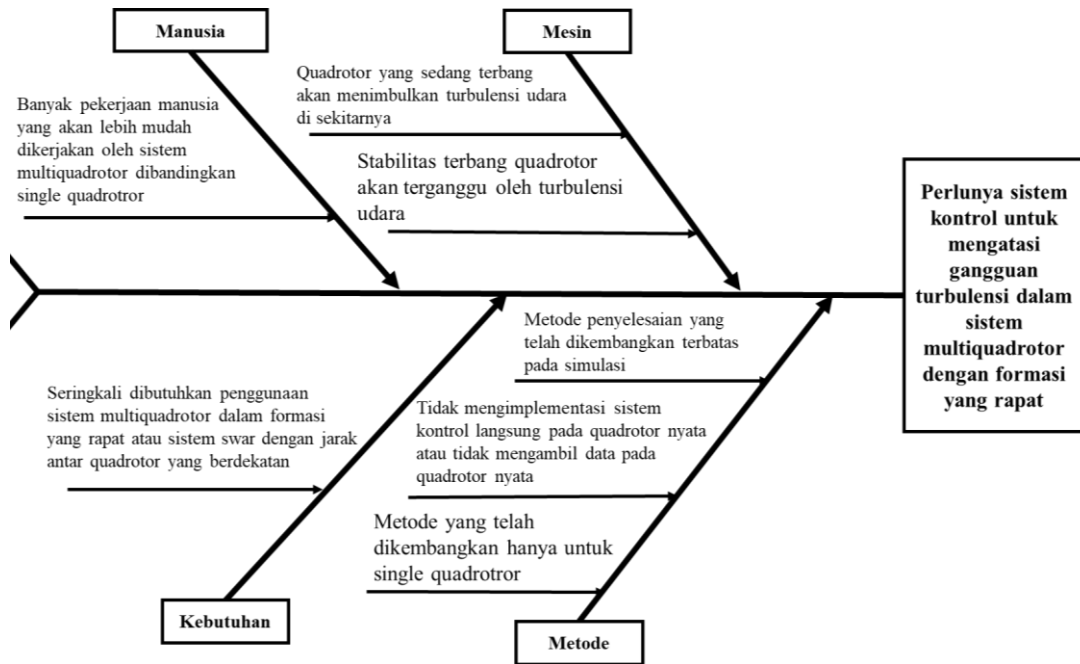 Manusia
Mesin
Banyak pekerjaan manusia
yang akan lebih mudah
dikerjakan oleh sistem
multiquadrotor dibandingkan
single quadrotror
Quadrotor yang sedang terbang
akan menimbulkan turbulensi udara
di sekitarnya
Stabilitas terbang quadrotor
akan terganggu oleh turbulensi
udara
Perlunya sistem
kontrol untuk
mengatasi
gangguan
turbulensi dalam
sistem
multiquadrotor
dengan formasi
yang rapat
Seringkali dibutuhkan penggunaan
sistem multiquadrotor dalam formasi
yang rapat atau sistem swar dengan jarak
antar quadrotor yang berdekatan
Metode penyelesaian yang
telah dikembangkan terbatas
pada simulasi
Tidak mengimplementasi sistem
kontrol langsung pada quadrotor nyata
atau tidak mengambil data pada
quadrotor nyata
Metode yang telah
dikembangkan hanya untuk
single quadrotror
Kebutuhan
Metode